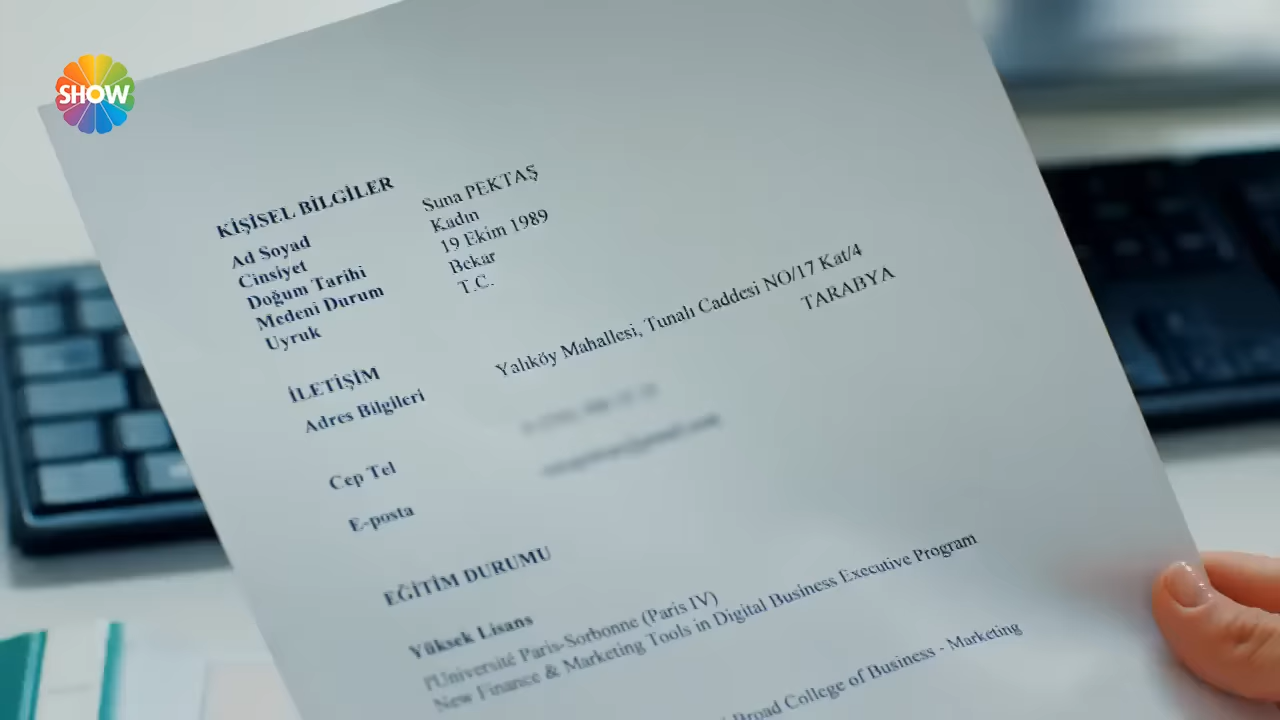 SHOW
KİŞİSEL BİLGİLER
Ad Soyad Suna PEKTAŞ
Cinsiyet Kadın
Doğum Tarihi 19 Ekim 1989
Medeni Durum Bekar
Uyruk T.C.
İLETİŞİM
Adres Bilgileri Yalıköy Mahallesi, Tunalı Caddesi NO/17 Kat/4
TARABYA
Cep Tel
E-posta
EĞİTİM DURUMU
Yüksek Lisans
l'Université Paris-Sorbonne (Paris IV)
New Finance & Marketing Tools in Digital Business Executive Program
Broad College of Business - Marketing